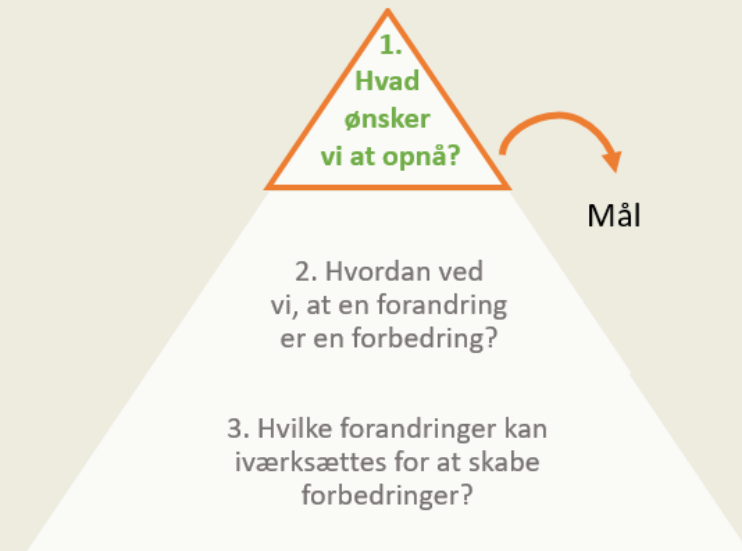 1.
Hvad
ønsker
vi at opnå?
Mål
2. Hvordan ved
vi, at en forandring
er en forbedring?
3. Hvilke forandringer kan
iværksættes for at skabe
forbedringer?